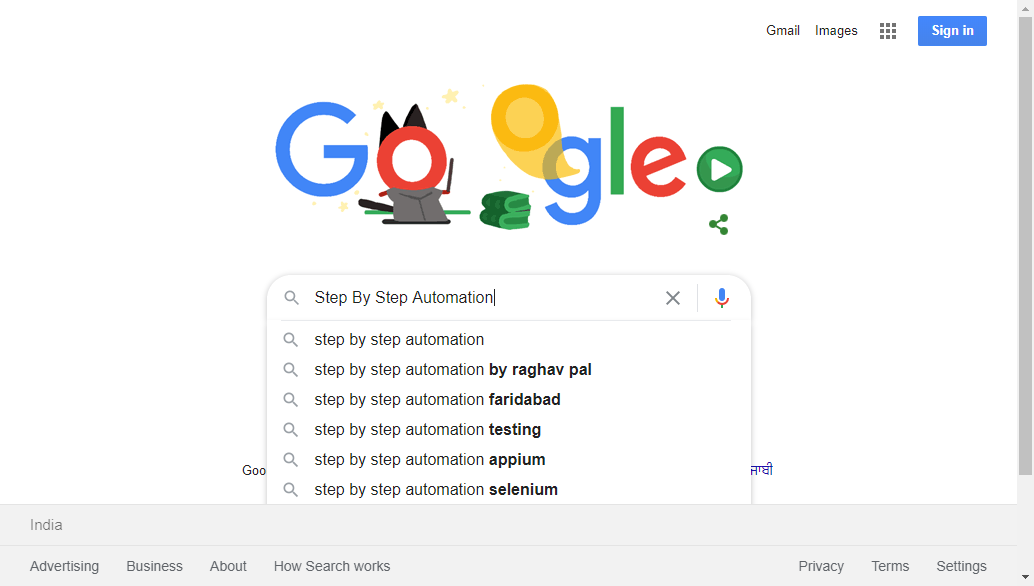 Gmail Images Sign in
Google
Step By Step Automation
step by step automation
step by step automation by raghav pal
step by step automation faridabad
step by step automation testing
step by step automation appium
step by step automation selenium
Goo
India
Advertising Business About How Search works Privacy Terms Settings